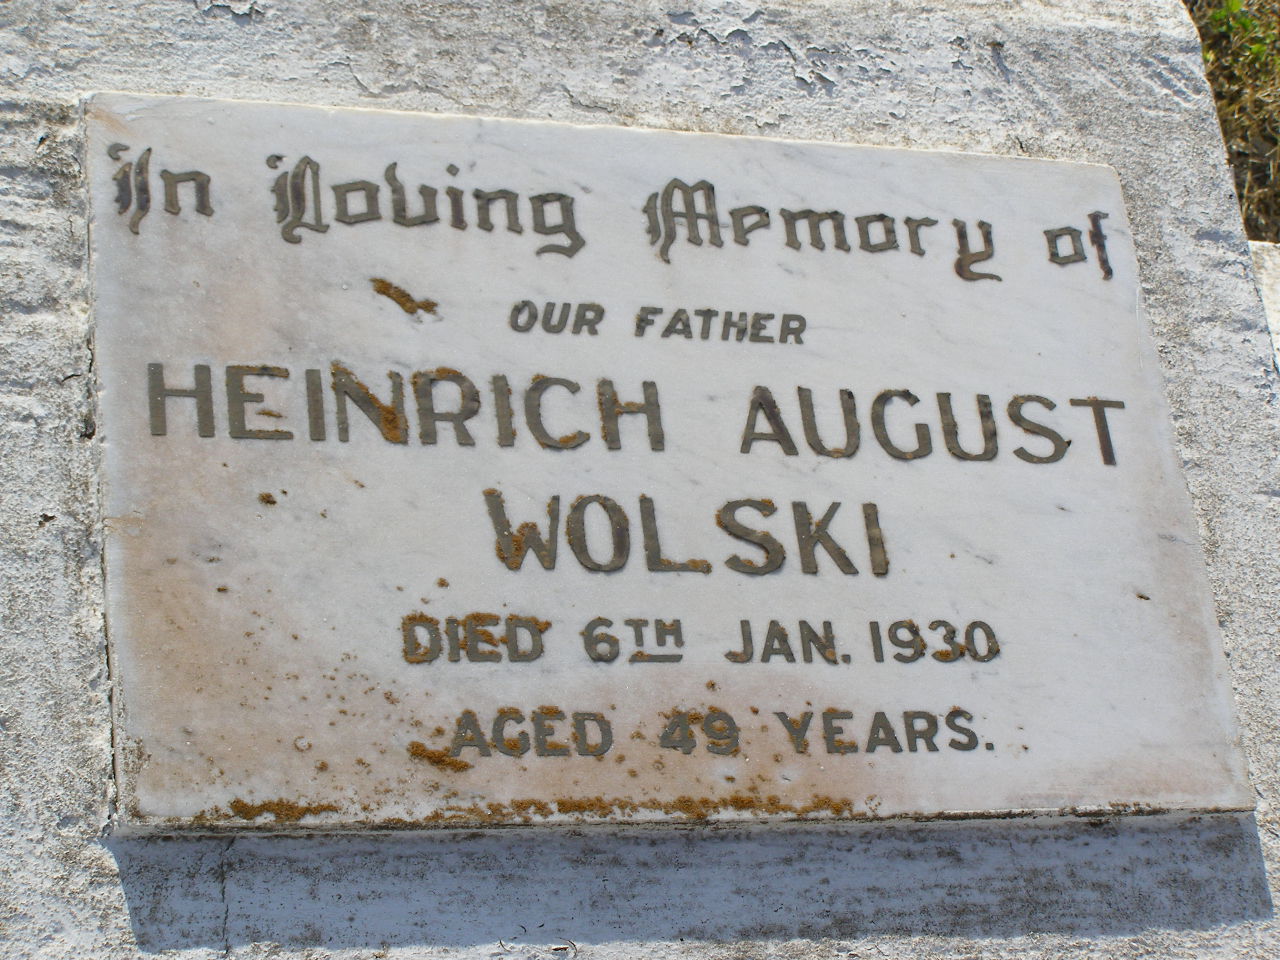 In Loving Memory of
OUR FATHER
HEINRICH AUGUST
WOLSKI
DIED 6TH JAN. 1930
AGED 49 YEARS.